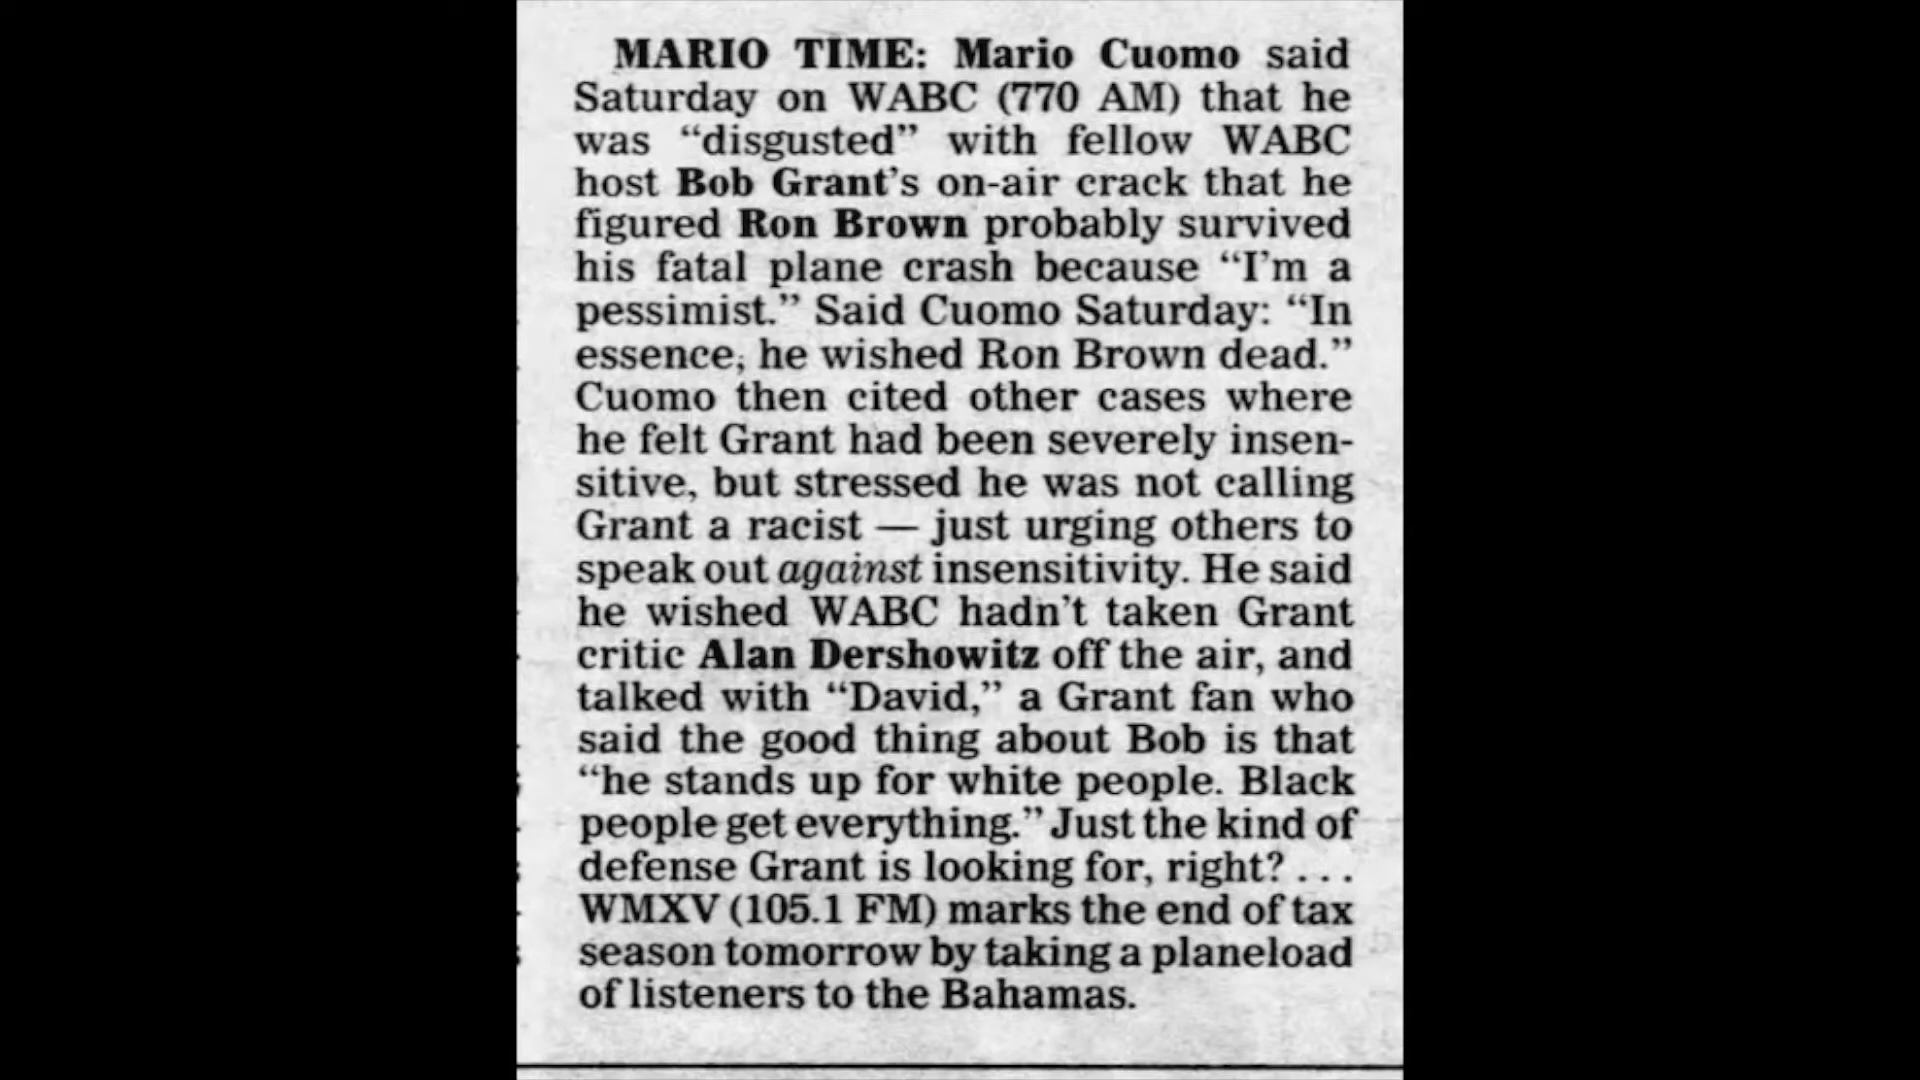 MARIO TIME: Mario Cuomo said
Saturday on WABC (770 AM) that he
was “disgusted” with fellow WABC
host Bob Grant’s on-air crack that he
figured Ron Brown probably survived
his fatal plane crash because “I’m a
pessimist.” Said Cuomo Saturday: “In
essence, he wished Ron Brown dead.”
Cuomo then cited other cases where
he felt Grant had been severely insen-
sitive, but stressed he was not calling
Grant a racist — just urging others to
speak out against insensitivity. He said
he wished WABC hadn’t taken Grant
critic Alan Dershowitz off the air, and
talked with “David,” a Grant fan who
said the good thing about Bob is that
“he stands up for white people. Black
people get everything.” Just the kind of
defense Grant is looking for, right? . . .
WMXV (105.1 FM) marks the end of tax
season tomorrow by taking a planeload
of listeners to the Bahamas.